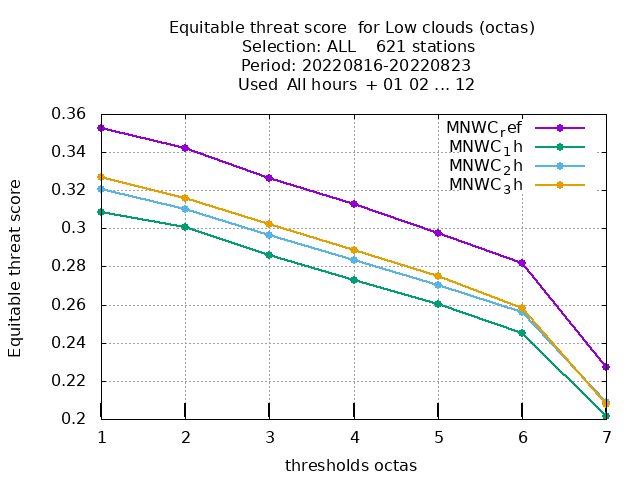 Equitable threat score  for Low clouds (octas)
Selection: ALL    621 stations
Period: 20220816-20220823
Used  All hours  + 01 02 ... 12
0.36
0.34
0.32
0.3
0.28
0.26
0.24
0.22
0.2
Equitable threat score
MNWCref
MNWC1h
MNWC2h
MNWC3h
1 2 3 4 5 6 7
thresholds octas